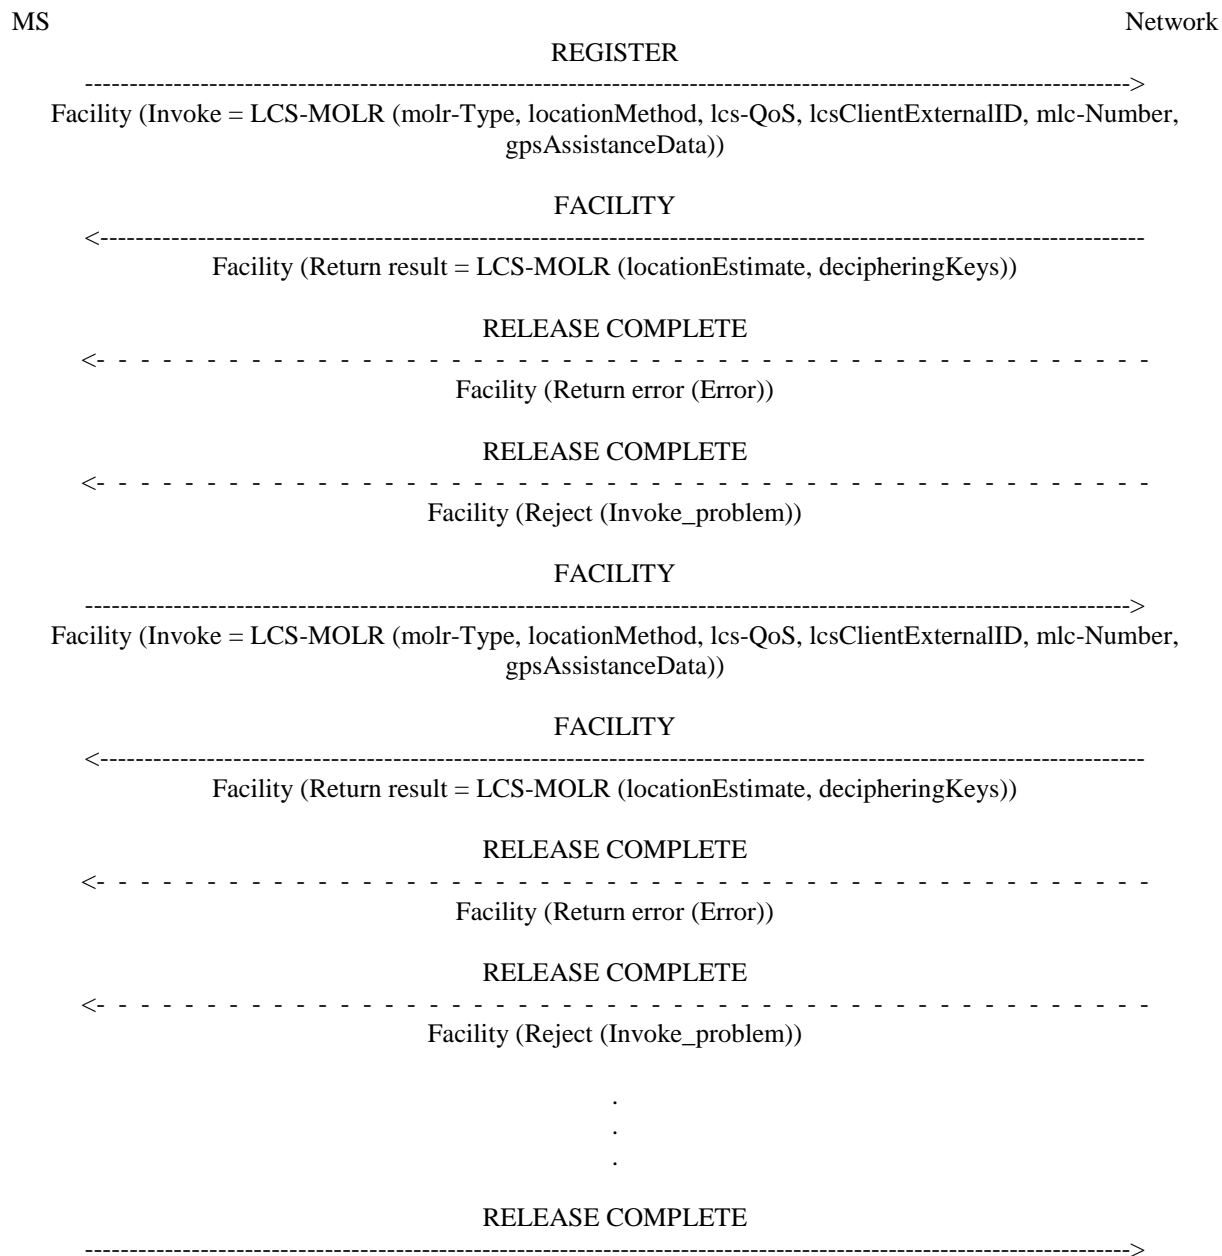 MS Network
REGISTER
------------------------------------------------------------------------------------------------------------------------>
Facility (Invoke = LCS-MOLR (molr-Type, locationMethod, lcs-QoS, lcsClientExternalID, mlc-Number,
gpsAssistanceData))
FACILITY
<------------------------------------------------------------------------------------------------------------------------
Facility (Return result = LCS-MOLR (locationEstimate, decipheringKeys))
RELEASE COMPLETE
<- - - - - - - - - - - - - - - - - - - - - - - - - - - - - - - - - - - - - - - - - - - - - - - - - - - - - - - - -
Facility (Return error (Error))
RELEASE COMPLETE
<- - - - - - - - - - - - - - - - - - - - - - - - - - - - - - - - - - - - - - - - - - - - - - - - - - - - - - - - -
Facility (Reject (Invoke_problem))
FACILITY
------------------------------------------------------------------------------------------------------------------------>
Facility (Invoke = LCS-MOLR (molr-Type, locationMethod, lcs-QoS, lcsClientExternalID, mlc-Number,
gpsAssistanceData))
FACILITY
<------------------------------------------------------------------------------------------------------------------------
Facility (Return result = LCS-MOLR (locationEstimate, decipheringKeys))
RELEASE COMPLETE
<- - - - - - - - - - - - - - - - - - - - - - - - - - - - - - - - - - - - - - - - - - - - - - - - - - - - - - - - -
Facility (Return error (Error))
RELEASE COMPLETE
<- - - - - - - - - - - - - - - - - - - - - - - - - - - - - - - - - - - - - - - - - - - - - - - - - - - - - - - - -
Facility (Reject (Invoke_problem))
.
.
.
RELEASE COMPLETE
------------------------------------------------------------------------------------------------------------------------>